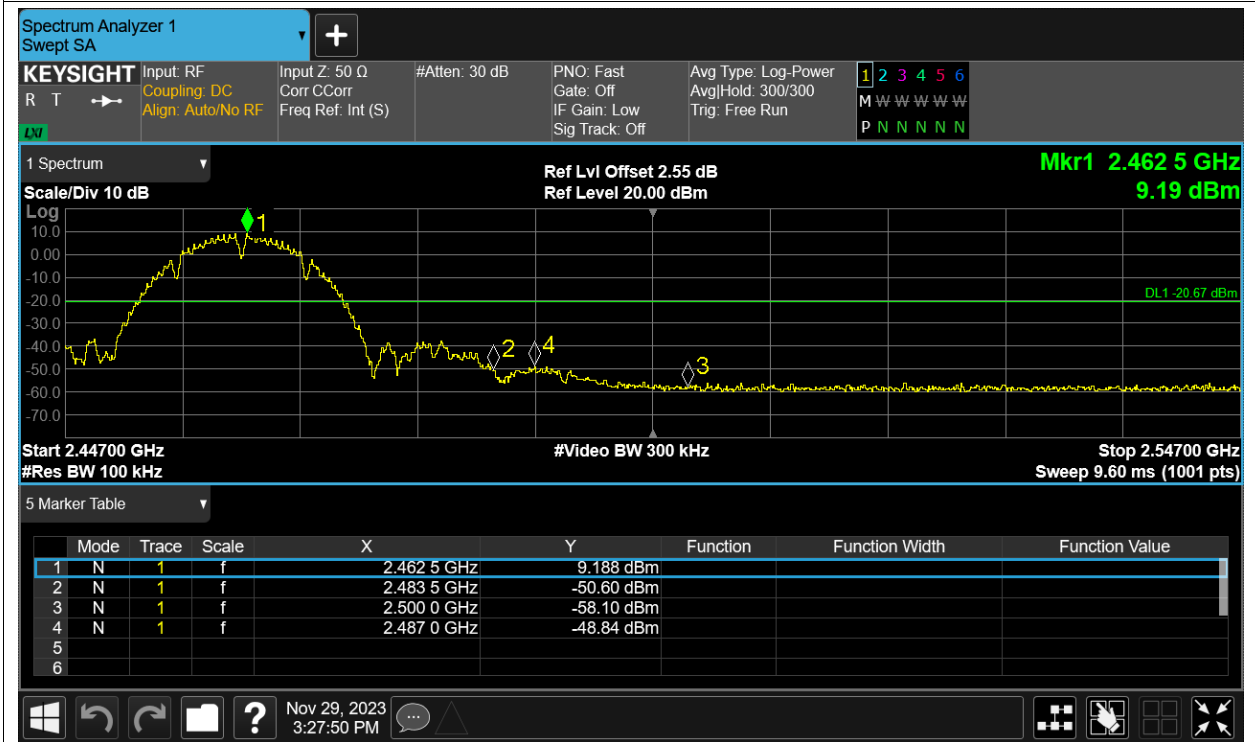 Spectrum Analyzer 1
Swept SA
+
KEYSIGHT
R T
LXI
Input: RF
Coupling: DC
Align: Auto/No RF
Input Z: 50 Ω
Corr CCorr
Freq Ref: Int (S)
#Atten: 30 dB
PNO: Fast
Gate: Off
IF Gain: Low
Sig Track: Off
Avg Type: Log-Power
Avg|Hold: 300/300
Trig: Free Run
1 2 3 4 5 6
M W W W W W
P N N N N N
1 Spectrum
Scale/Div 10 dB
Ref Lvl Offset 2.55 dB
Ref Level 20.00 dBm
Mkr1 2.462 5 GHz
9.19 dBm
Log
10.0
0.00
-10.0
-20.0
-30.0
-40.0
-50.0
-60.0
-70.0
1
2
4
3
DL1 -20.67 dBm
Start 2.44700 GHz
#Video BW 300 kHz
Stop 2.54700 GHz
#Res BW 100 kHz
Sweep 9.60 ms (1001 pts)
5 Marker Table
Mode Trace Scale X Y Function Function Width Function Value
1 N 1 f 2.462 5 GHz 9.188 dBm
2 N 1 f 2.483 5 GHz -50.60 dBm
3 N 1 f 2.500 0 GHz -58.10 dBm
4 N 1 f 2.487 0 GHz -48.84 dBm
5
6
?
Nov 29, 2023
3:27:50 PM